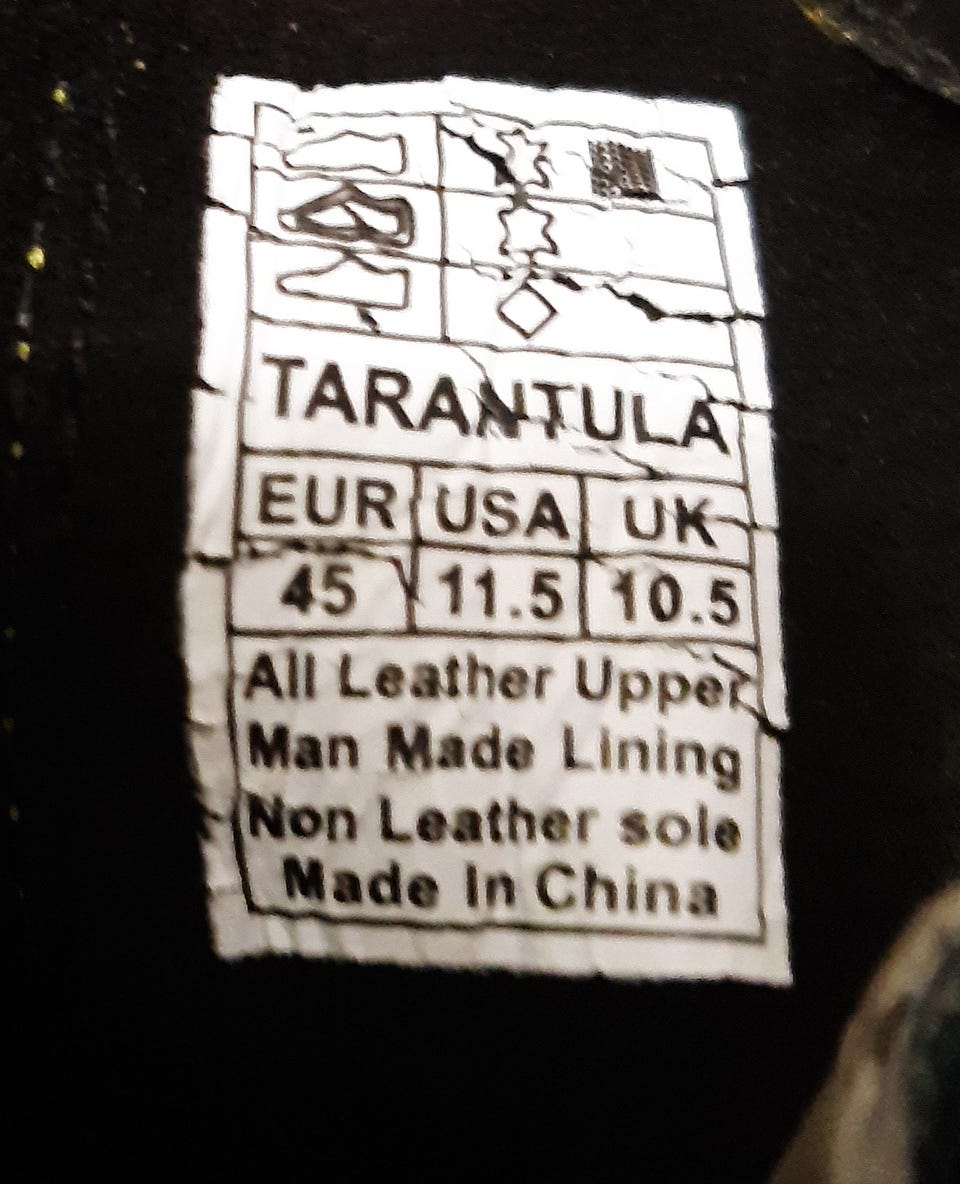 TARANTULA
EUR USA UK
45 11.5 10.5
All Leather Upper
Man Made Lining
Non Leather sole
Made In China